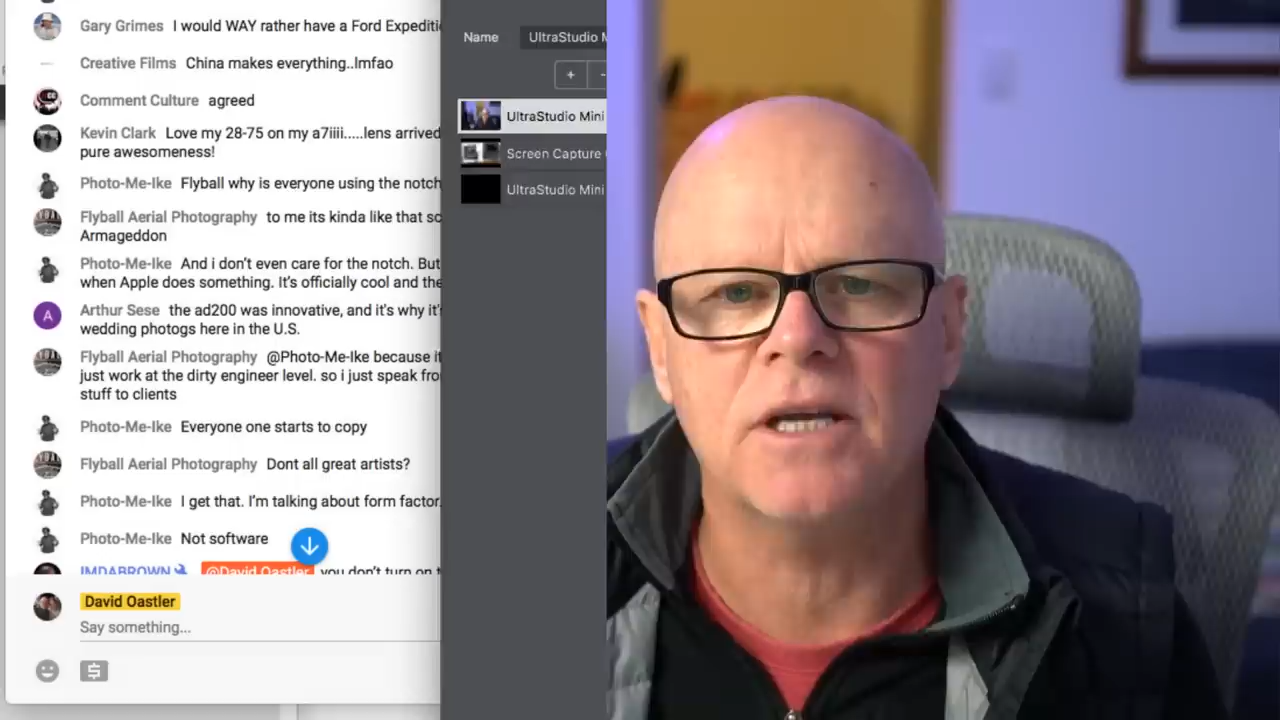 Gary Grimes I would WAY rather have a Ford Expediti
Creative Films China makes everything..lmfao
Comment Culture agreed
Kevin Clark Love my 28-75 on my a7iiii.....lens arrived
pure awesomeness!
Photo-Me-Ike Flyball why is everyone using the notch
Flyball Aerial Photography to me its kinda like that sc
Armageddon
Photo-Me-Ike And i don't even care for the notch. But
when Apple does something. It's officially cool and the
Arthur Sese the ad200 was innovative, and it's why it's
wedding photogs here in the U.S.
Flyball Aerial Photography @Photo-Me-Ike because it
just work at the dirty engineer level. so i just speak fro
stuff to clients
Photo-Me-Ike Everyone one starts to copy
Flyball Aerial Photography Dont all great artists?
Photo-Me-Ike I get that. I'm talking about form factor.
Photo-Me-Ike Not software
IMDABROWN @David Oastler you don't turn on t
David Oastler
Say something...
Name UltraStudio M
+ -
UltraStudio Mini
Screen Capture
UltraStudio Mini
A